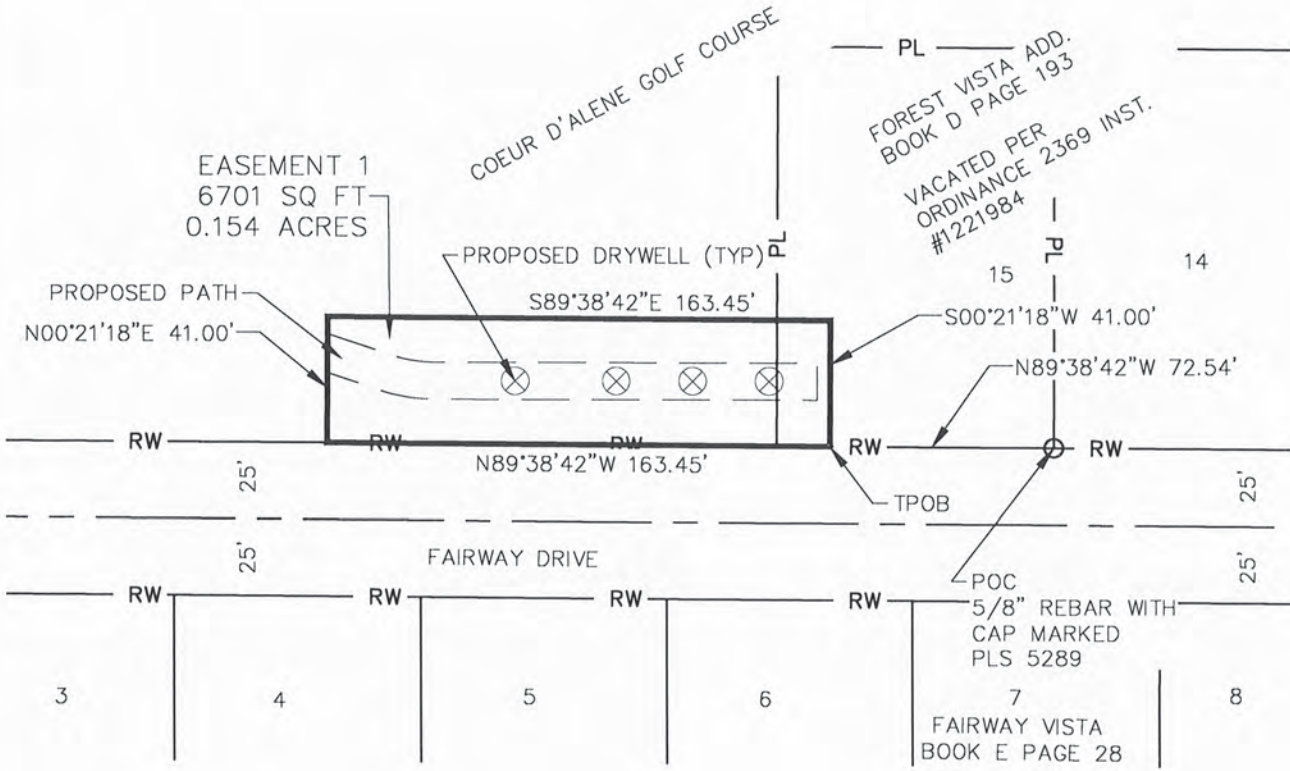 COEUR D'ALENE GOLF COURSE
PL
FOREST VISTA ADD.
BOOK D PAGE 193
VACATED PER
ORDINANCE 2369 INST.
#1221984
EASEMENT 1
6701 SQ FT
0.154 ACRES
PL
PL
15
14
PROPOSED DRYWELL (TYP)
PROPOSED PATH
S89°38'42"E 163.45'
N00°21'18"E 41.00'
S00°21'18"W 41.00'
N89°38'42"W 72.54'
RW
RW
RW
RW
RW
N89°38'42"W 163.45'
25'
25'
TPOB
FAIRWAY DRIVE
25'
25'
RW
RW
RW
RW
POC
5/8" REBAR WITH
CAP MARKED
PLS 5289
3
4
5
6
7
8
FAIRWAY VISTA
BOOK E PAGE 28